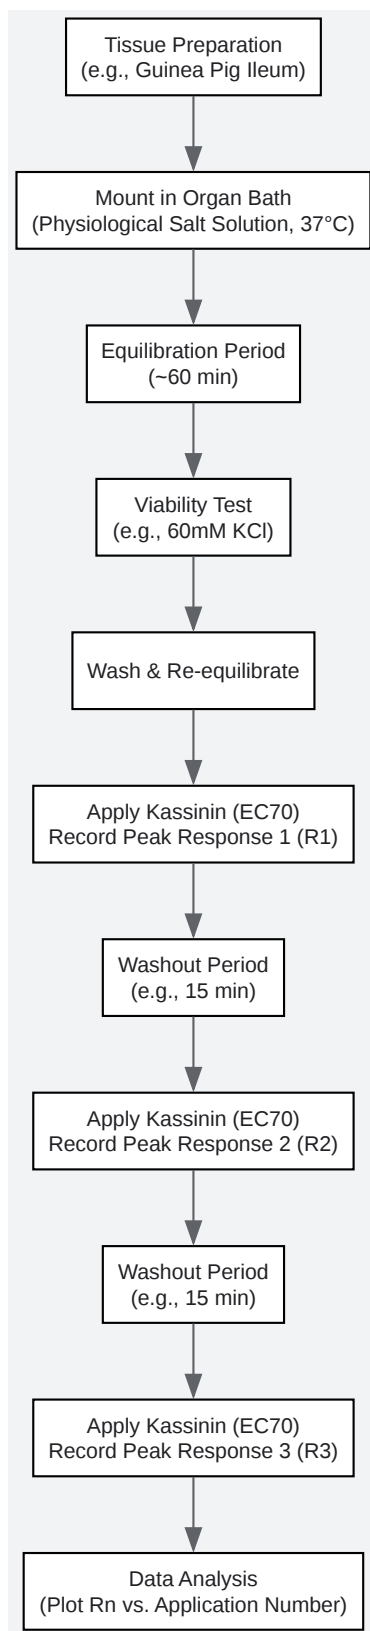 Tissue Preparation
(e.g., Guinea Pig Ileum)
Mount in Organ Bath
(Physiological Salt Solution, 37°C)
Equilibration Period
(~60 min)
Viability Test
(e.g., 60mM KCl)
Wash & Re-equilibrate
Apply Kassinin (EC70)
Record Peak Response 1 (R1)
Washout Period
(e.g., 15 min)
Apply Kassinin (EC70)
Record Peak Response 2 (R2)
Washout Period
(e.g., 15 min)
Apply Kassinin (EC70)
Record Peak Response 3 (R3)
Data Analysis
(Plot Rn vs. Application Number)